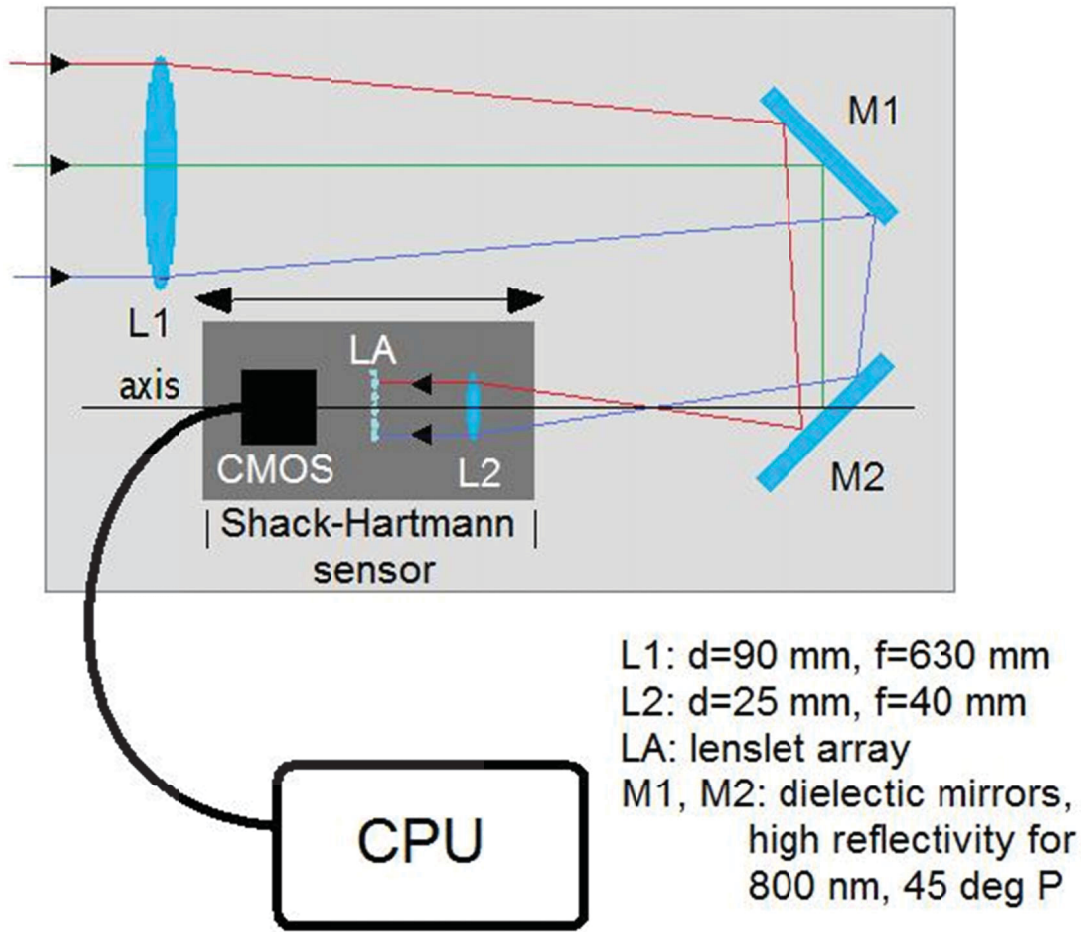 M1
L1
LA
axis
CMOS
L2
M2
Shack-Hartmann
sensor
L1: d=90 mm, f=630 mm
L2: d=25 mm, f=40 mm
LA: lenslet array
M1, M2: dielectic mirrors,
high reflectivity for
800 nm, 45 deg P
CPU